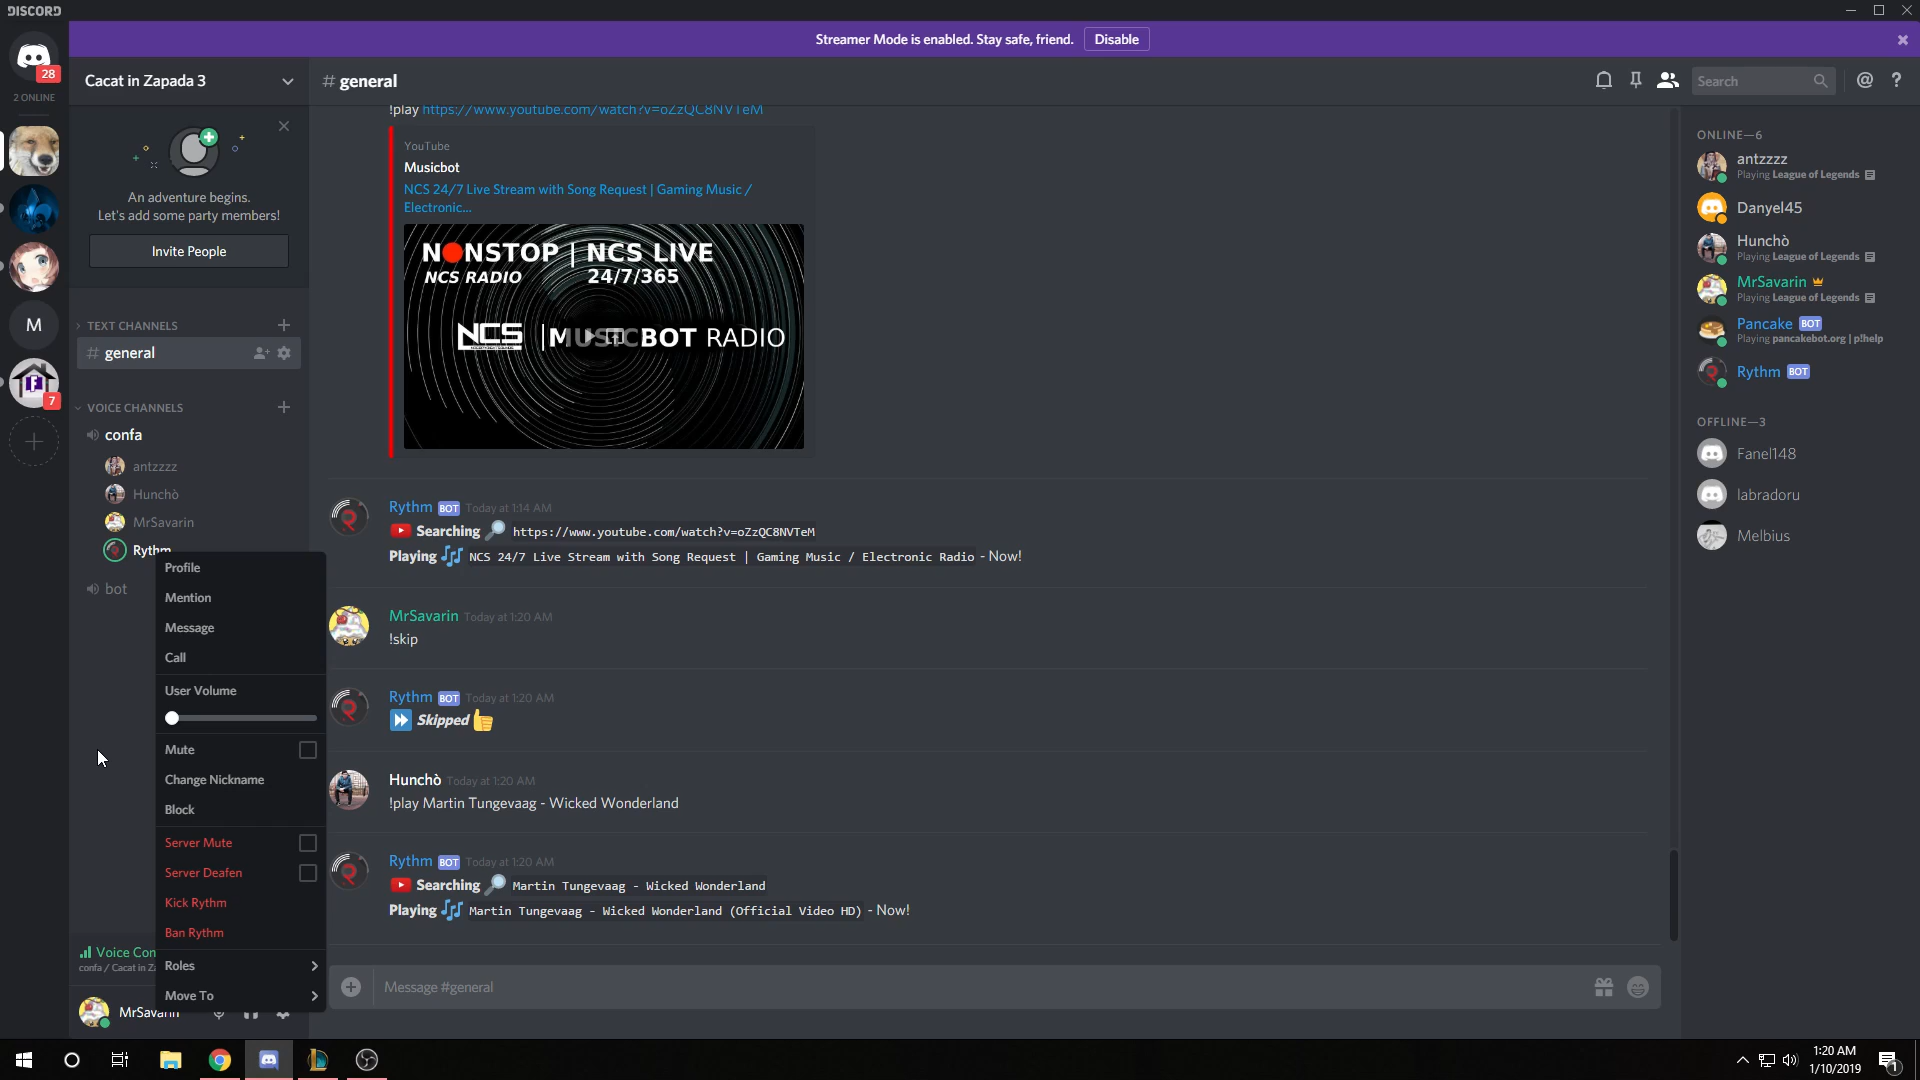 DISCORD
Streamer Mode is enabled. Stay safe, friend.
Disable
28
2 ONLINE
M
7
Cacat in Zapada 3
An adventure begins.
Let's add some party members!
Invite People
TEXT CHANNELS
# general
VOICE CHANNELS
confa
antzzzz
Hunchò
MrSavarin
Rythm
bot
Profile
Mention
Message
Call
User Volume
Mute
Change Nickname
Block
Server Mute
Server Deafen
Kick Rythm
Ban Rythm
Roles
Move To
Voice Con
confa / Cacat in Za
MrSavarin
# general
Search
@ ?
!play https://www.youtube.com/watch?v=oZzQC8NVTeM
YouTube
Musicbot
NCS 24/7 Live Stream with Song Request | Gaming Music /
Electronic...
NONSTOP | NCS LIVE
NCS RADIO 24/7/365
NCS | MUSICBOT RADIO
Rythm BOT Today at 1:14 AM
Searching https://www.youtube.com/watch?v=oZzQC8NVTeM
Playing NCS 24/7 Live Stream with Song Request | Gaming Music / Electronic Radio - Now!
MrSavarin Today at 1:20 AM
!skip
Rythm BOT Today at 1:20 AM
Skipped
Hunchò Today at 1:20 AM
!play Martin Tungevaag - Wicked Wonderland
Rythm BOT Today at 1:20 AM
Searching Martin Tungevaag - Wicked Wonderland
Playing Martin Tungevaag - Wicked Wonderland (Official Video HD) - Now!
Message #general
ONLINE—6
antzzzz
Playing League of Legends
Danyel45
Hunchò
Playing League of Legends
MrSavarin
Playing League of Legends
Pancake BOT
Playing pancakebot.org | p!help
Rythm BOT
OFFLINE—3
Fanel148
labradoru
Melbius
1:20 AM
1/10/2019
1